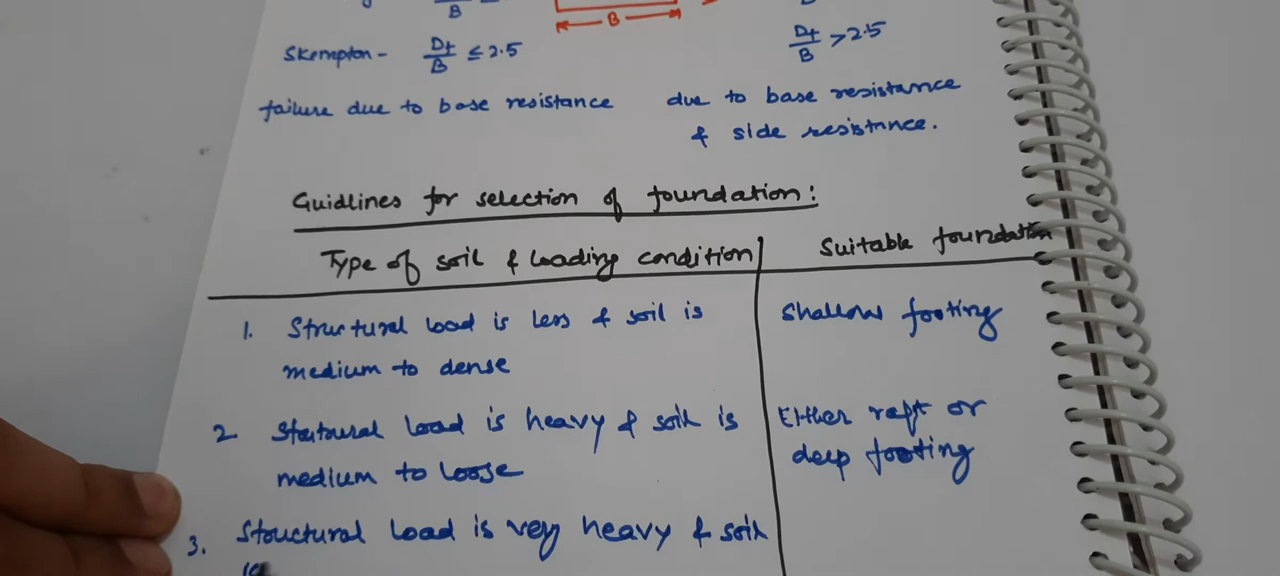 B
B
Skempton - Df/B ≤ 2.5
Df/B > 2.5
failure due to base resistance
due to base resistance
& side resistance.
Guidlines for selection of foundation:
Type of soil & loading condition
Suitable foundation
1. Structural load is less & soil is
medium to dense
Shallow footing
2 load is heavy & soil is
medium to loose
Either raft or
deep footing
3. Structural load is very heavy & soil